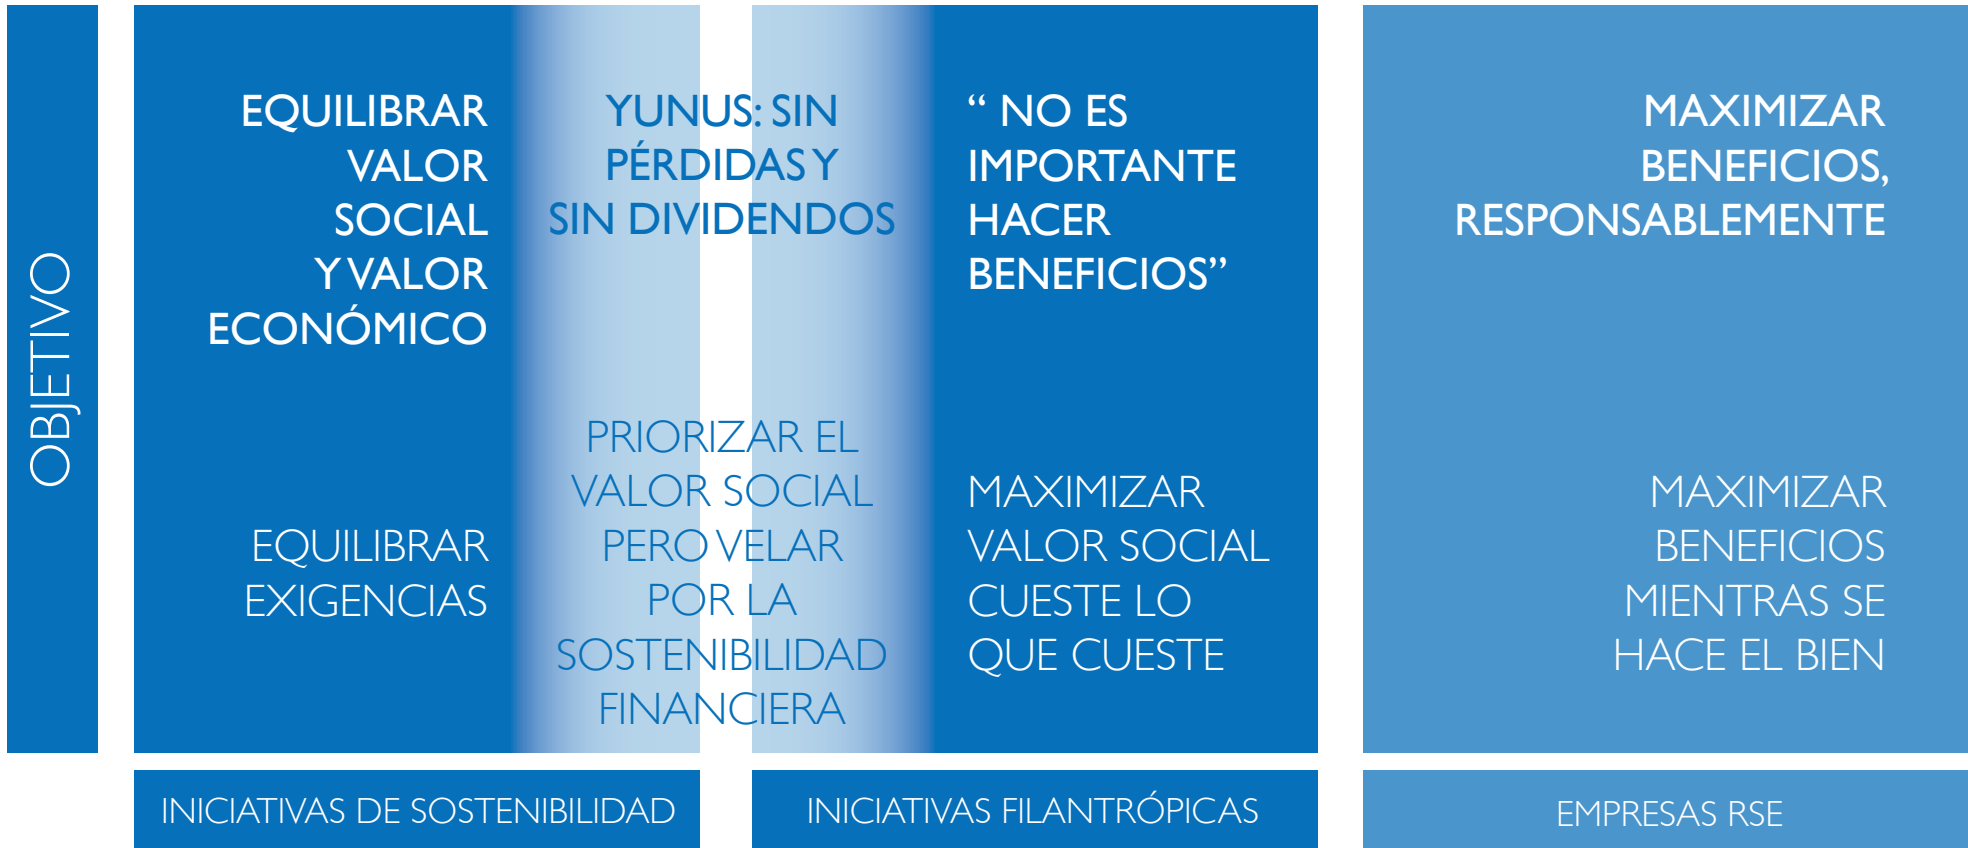 OBJETIVO
EQUILIBRAR
VALOR
SOCIAL
Y VALOR
ECONÓMICO
EQUILIBRAR
EXIGENCIAS
YUNUS: SIN
PÉRDIDAS Y
SIN DIVIDENDOS
PRIORIZAR EL
VALOR SOCIAL
PERO VELAR
POR LA
SOSTENIBILIDAD
FINANCIERA
“ NO ES
IMPORTANTE
HACER
BENEFICIOS”
MAXIMIZAR
VALOR SOCIAL
CUESTE LO
QUE CUESTE
MAXIMIZAR
BENEFICIOS,
RESPONSABLEMENTE
MAXIMIZAR
BENEFICIOS
MIENTRAS SE
HACE EL BIEN
INICIATIVAS DE SOSTENIBILIDAD
INICIATIVAS FILANTRÓPICAS
EMPRESAS RSE